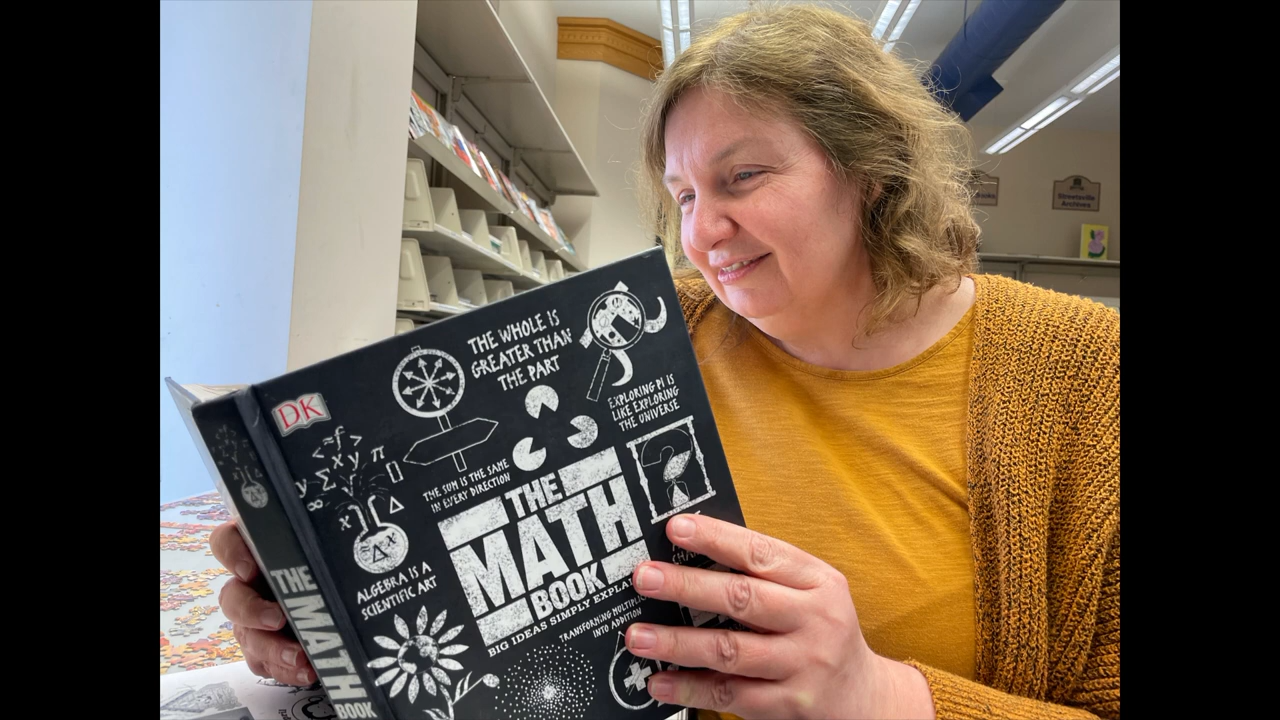 Streetsville
Archives
DK
THE WHOLE IS
GREATER THAN
THE PART
EXPLORING PI IS
LIKE EXPLORING
THE UNIVERSE
THE SUM IS THE SAME
IN EVERY DIRECTION
THE
MATH
BOOK
BIG IDEAS SIMPLY
ALGEBRA IS A
SCIENTIFIC ART
TRANSFORMING
INTO ADDITION
THE
MATH
BOOK